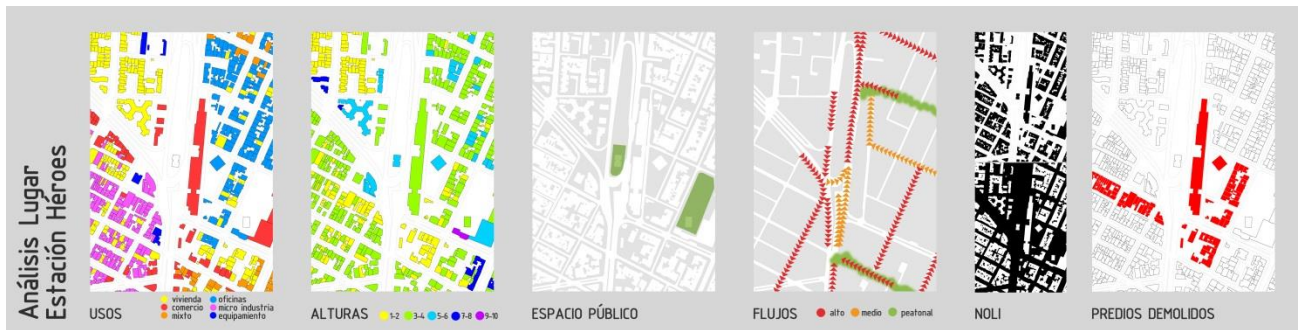 Análisis Lugar
Estación Héroes
USOS
vivienda
oficinas
comercio
micro industria
mixto
equipamiento
ALTURAS
1-2
3-4
5-6
7-8
9-10
ESPACIO PÚBLICO
FLUJOS
alto
medio
peatonal
NOLI
PREDIOS DEMOLIDOS